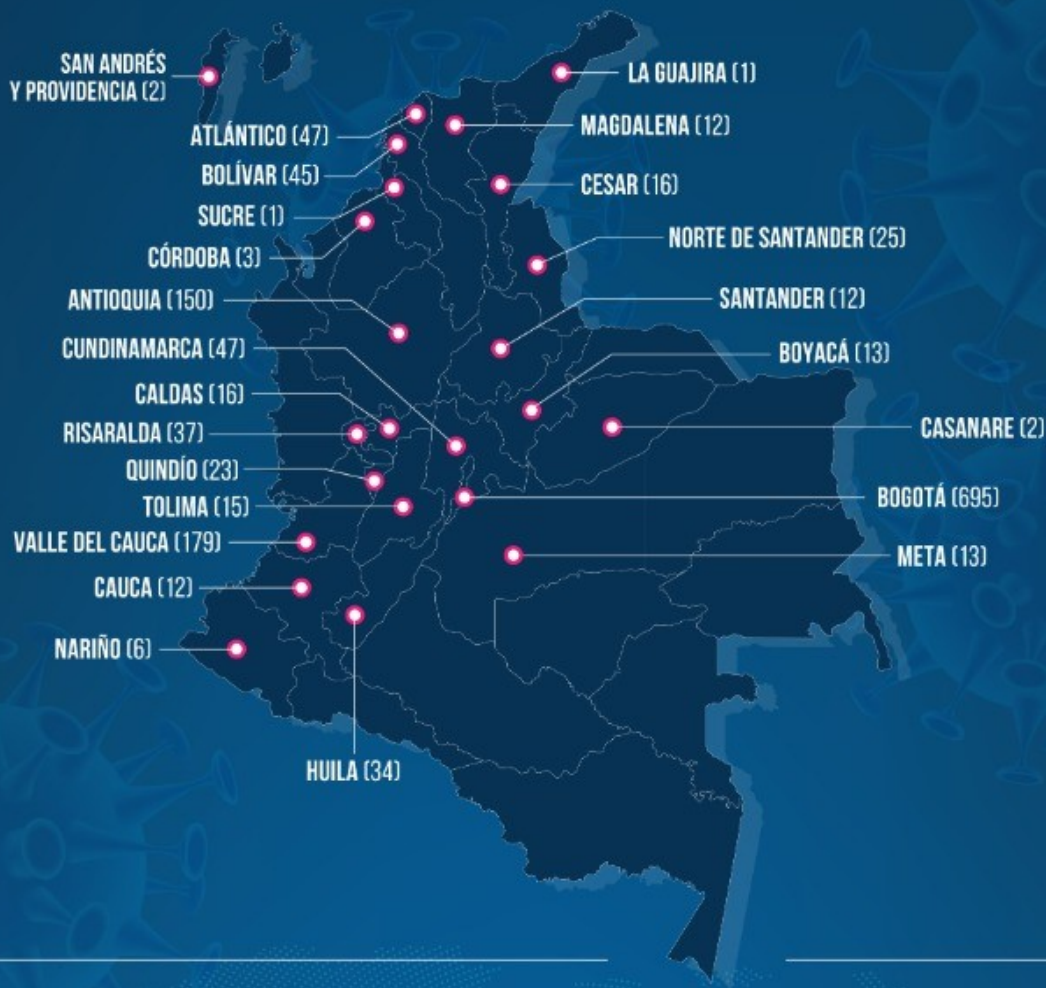 SAN ANDRÉS
Y PROVIDENCIA (2)
LA GUAJIRA (1)
ATLÁNTICO (47)
MAGDALENA (12)
BOLÍVAR (45)
CESAR (16)
SUCRE (1)
NORTE DE SANTANDER (25)
CÓRDOBA (3)
ANTIOQUIA (150)
SANTANDER (12)
CUNDINAMARCA (47)
BOYACÁ (13)
CALDAS (16)
RISARALDA (37)
CASANARE (2)
QUINDÍO (23)
TOLIMA (15)
BOGOTÁ (695)
VALLE DEL CAUCA (179)
META (13)
CAUCA (12)
NARIÑO (6)
HUILA (34)